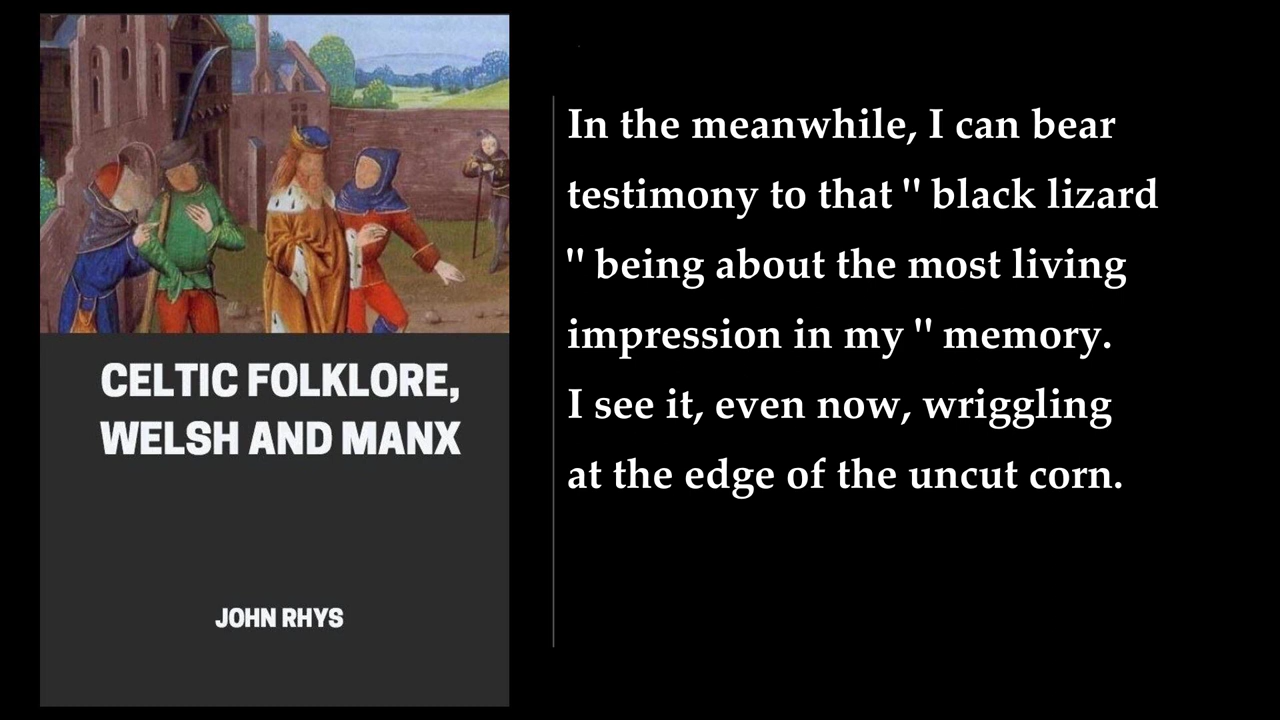 CELTIC FOLKLORE,
WELSH AND MANX
JOHN RHYS
In the meanwhile, I can bear
testimony to that " black lizard
" being about the most living
impression in my " memory.
I see it, even now, wriggling
at the edge of the uncut corn.